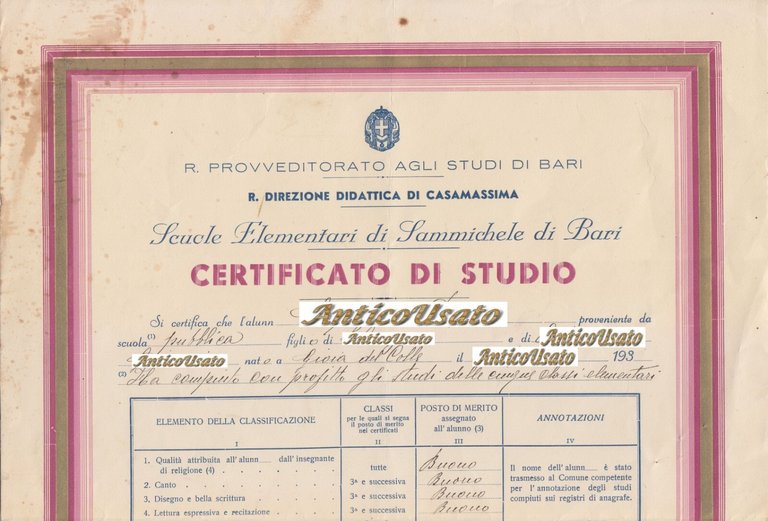 R. PROVVEDITORATO AGLI STUDI DI BARI
R. DIREZIONE DIDATTICA DI CASAMASSIMA
Scuole Elementari di Sammichele di Bari
CERTIFICATO DI STUDIO
Si certifica che l'alunn AnticoUsato proveniente da
scuola (1) pubblica figlio di AnticoUsato e di AnticoUsato
AnticoUsato nato a Gioia del Colle il AnticoUsato 193
(2) Ha compiuto con profitto gli studi delle cinque classi elementari
ELEMENTO DELLA CLASSIFICAZIONE
I
CLASSI
per le quali si segna
il posto di merito
nei certificati
II
POSTO DI MERITO
assegnato
all'alunno (3)
III
ANNOTAZIONI
IV
1. Qualità attribuita all'alunn dall'insegnante
di religione (4) tutte Buono
2. Canto 3ª e successiva Buono
3. Disegno e bella scrittura 3ª e successiva Buono
4. Lettura espressiva e recitazione 3ª e successiva Buono
Il nome dell'alunn è stato
trasmesso al Comune competente
per l'annotazione degli studi
compiuti sui registri di anagrafe.